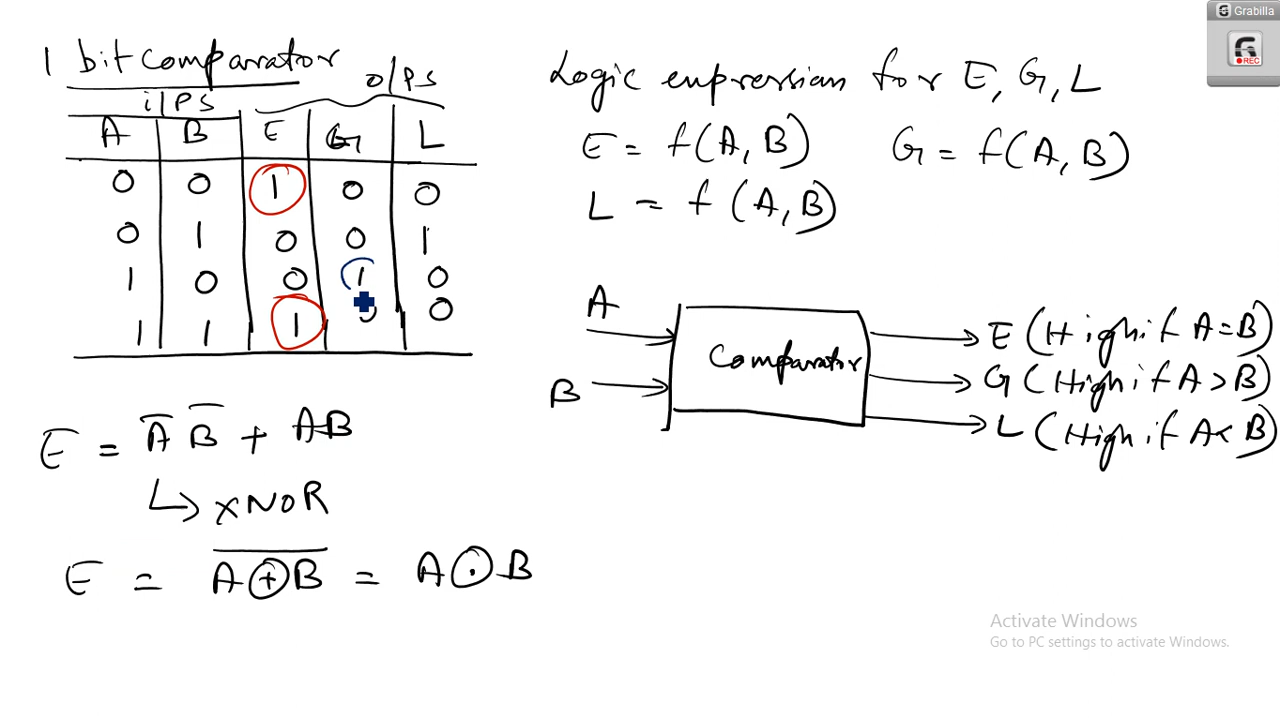 1 bit comparator
i/PS
o/PS
A B E G L
0 0 1 0 0
0 1 0 0 1
1 0 0 1 0
1 1 1 0 0
E = A̅ B̅ + AB
↳ XNOR
E = \overline{A⊕B} = A⊙B
Logic expression for E, G, L
E = f(A, B) G = f(A, B)
L = f (A, B)
A
B
Comparator
E (High if A = B)
G (High if A > B)
L (High if A < B)
Grabilla
REC
Activate Windows
Go to PC settings to activate Windows.